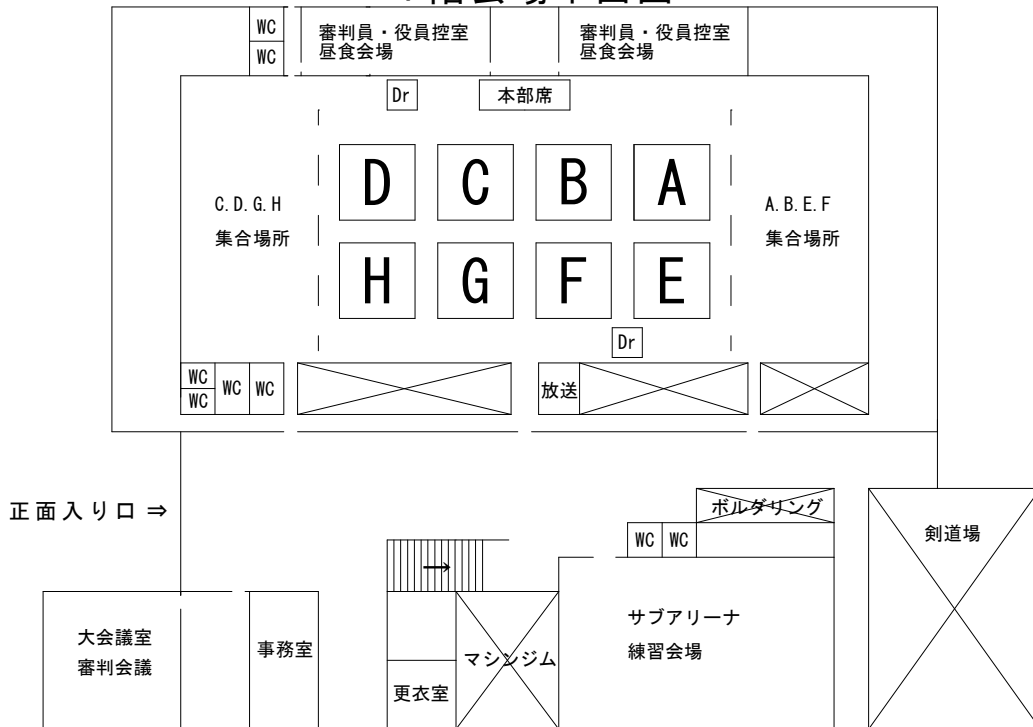 WC
WC
審判員・役員控室
昼食会場
審判員・役員控室
昼食会場
Dr
本部席
D
C
B
A
C.D.G.H
集合場所
A.B.E.F
集合場所
H
G
F
E
Dr
WC
WC
WC
WC
放送
正面入り口 ⇒
ボルダリング
WC
WC
剣道場
→
大会議室
審判会議
事務室
マシンジム
更衣室
サブアリーナ
練習会場